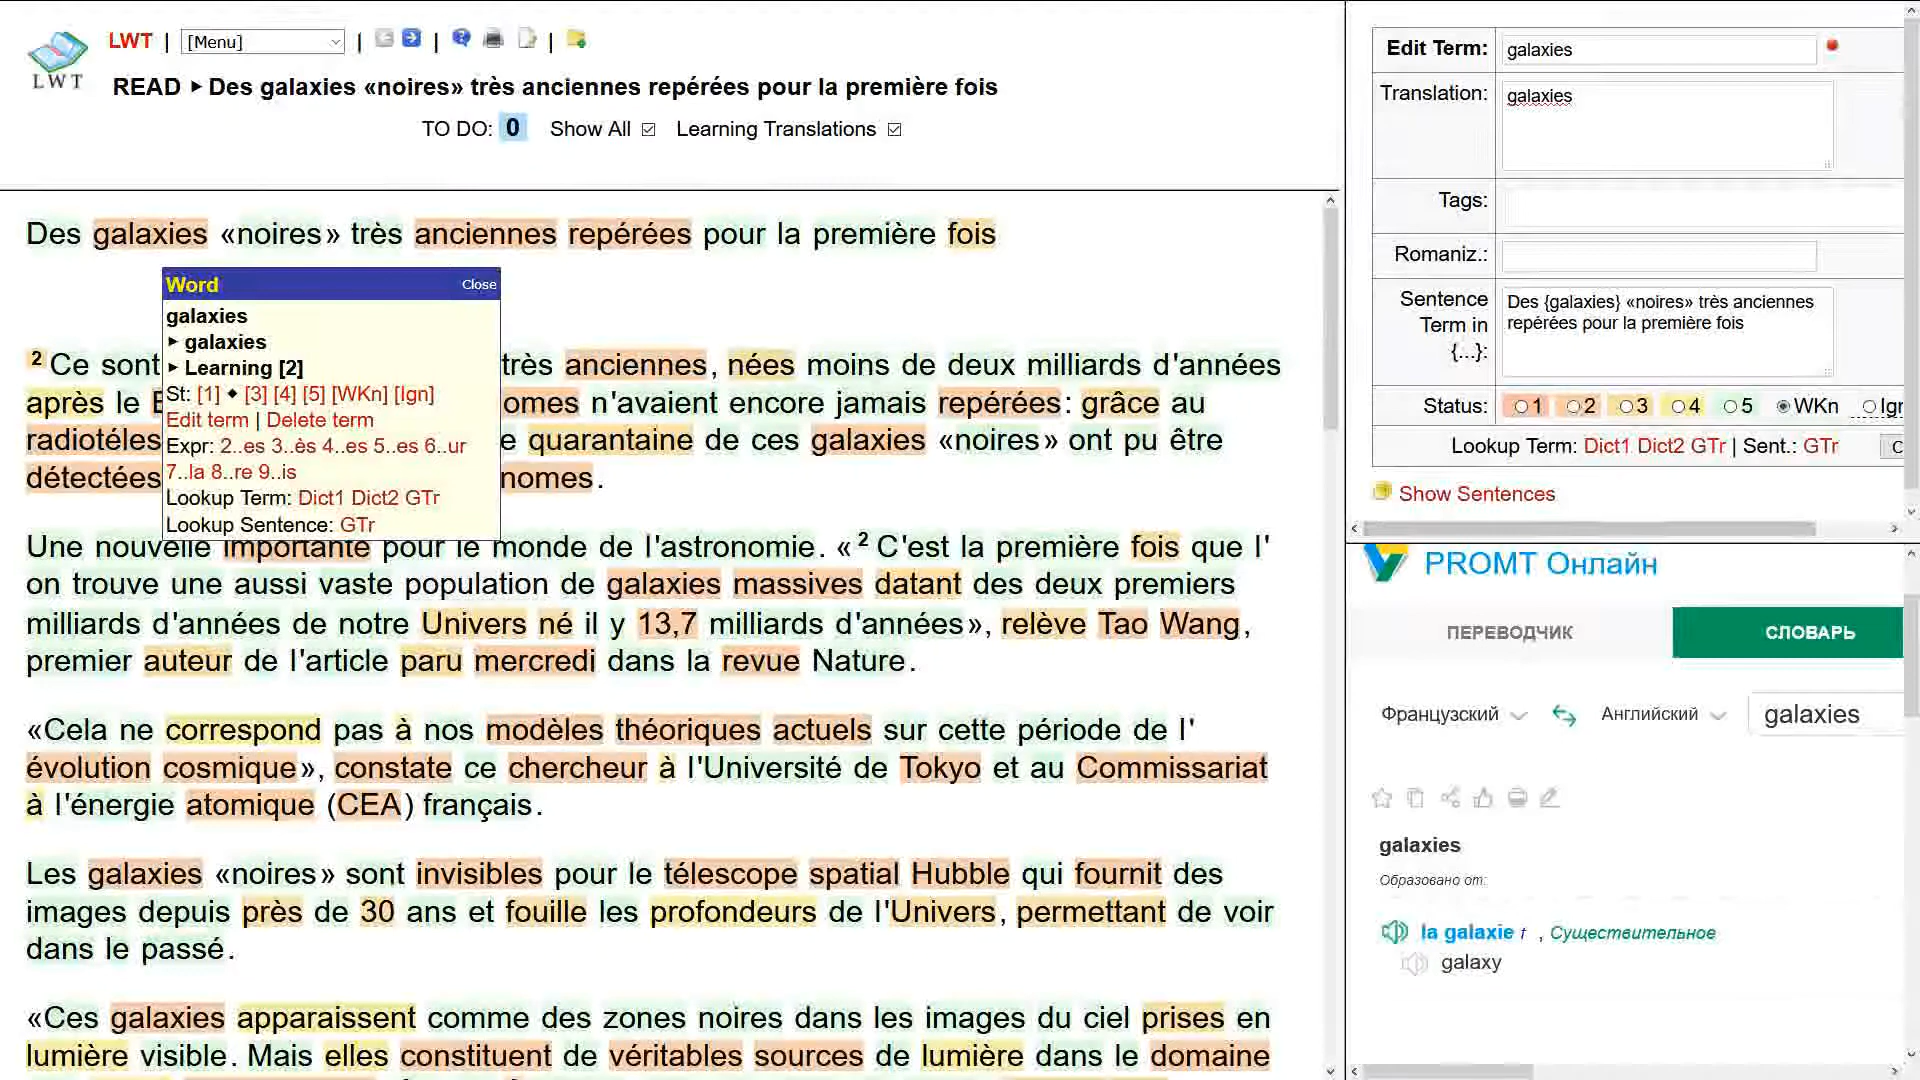 LWT | [Menu] | | |
LWT
READ ▸ Des galaxies «noires» très anciennes repérées pour la première fois
TO DO: 0 Show All Learning Translations
Des galaxies «noires» très anciennes repérées pour la première fois
Word Close
galaxies
▸ galaxies
▸ Learning [2]
St: [1] ◆ [3] [4] [5] [WKn] [Ign]
Edit term | Delete term
Expr: 2..es 3..ès 4..es 5..es 6..ur
7..la 8..re 9..is
Lookup Term: Dict1 Dict2 GTr
Lookup Sentence: GTr
2 Ce sont très anciennes, nées moins de deux milliards d'années
après le omes n'avaient encore jamais repérées: grâce au
radiotéles e quarantaine de ces galaxies «noires» ont pu être
détectées nomes.
Une nouvelle importante pour le monde de l'astronomie. «2 C'est la première fois que l'
on trouve une aussi vaste population de galaxies massives datant des deux premiers
milliards d'années de notre Univers né il y 13,7 milliards d'années», relève Tao Wang,
premier auteur de l'article paru mercredi dans la revue Nature.
«Cela ne correspond pas à nos modèles théoriques actuels sur cette période de l'
évolution cosmique», constate ce chercheur à l'Université de Tokyo et au Commissariat
à l'énergie atomique (CEA) français.
Les galaxies «noires» sont invisibles pour le télescope spatial Hubble qui fournit des
images depuis près de 30 ans et fouille les profondeurs de l'Univers, permettant de voir
dans le passé.
«Ces galaxies apparaissent comme des zones noires dans les images du ciel prises en
lumière visible. Mais elles constituent de véritables sources de lumière dans le domaine
Edit Term: galaxies
Translation: galaxies
Tags:
Romaniz.:
Sentence
Term in
{...}:
Des {galaxies} «noires» très anciennes
repérées pour la première fois
Status: 1 2 3 4 5 WKn Ign
Lookup Term: Dict1 Dict2 GTr | Sent.: GTr
Show Sentences
PROMT Онлайн
ПЕРЕВОДЧИК СЛОВАРЬ
Французский Английский galaxies
galaxies
Образовано от:
la galaxie f , Существительное
galaxy